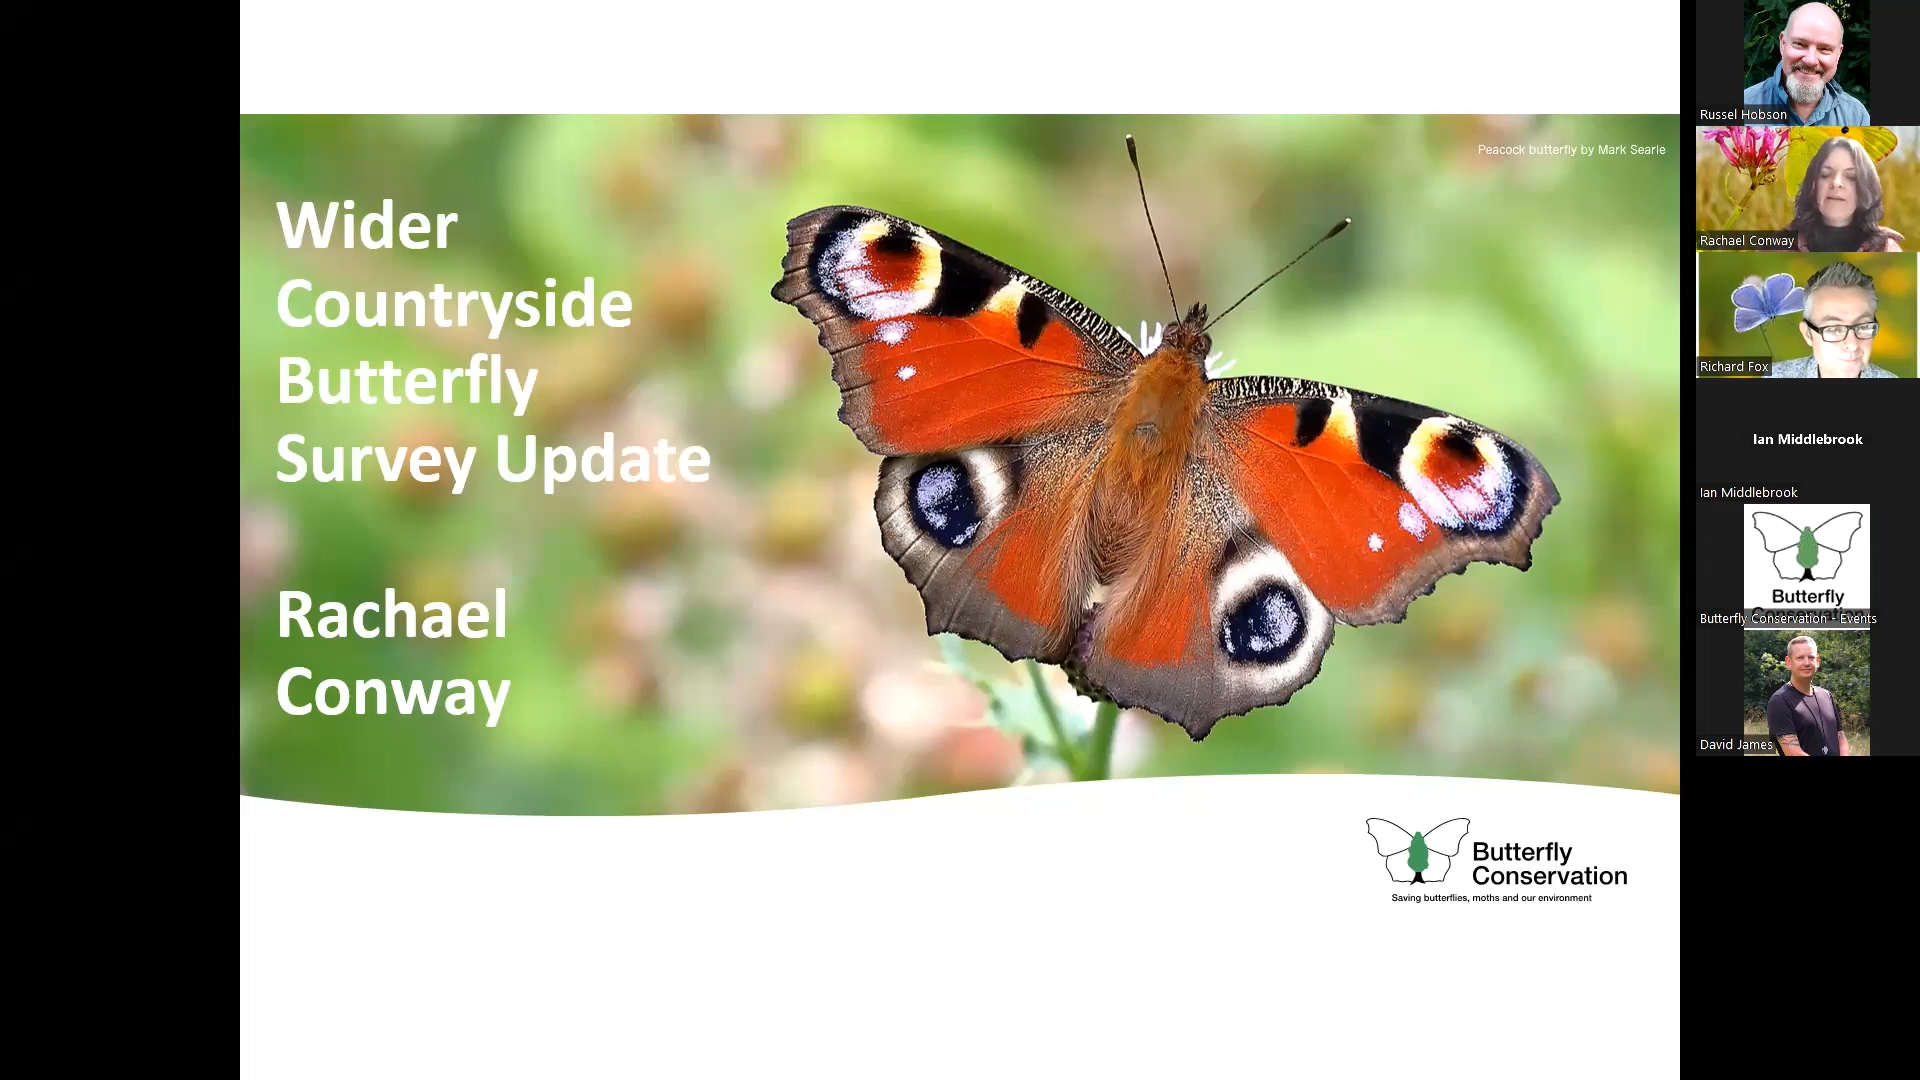 Peacock butterfly by Mark Searle
Wider
Countryside
Butterfly
Survey Update
Rachael
Conway
Butterfly
Conservation
Saving butterflies, moths and our environment
Russel Hobson
Rachael Conway
Richard Fox
Ian Middlebrook
Ian Middlebrook
Butterfly
Conservation
Butterfly Conservation - Events
David James